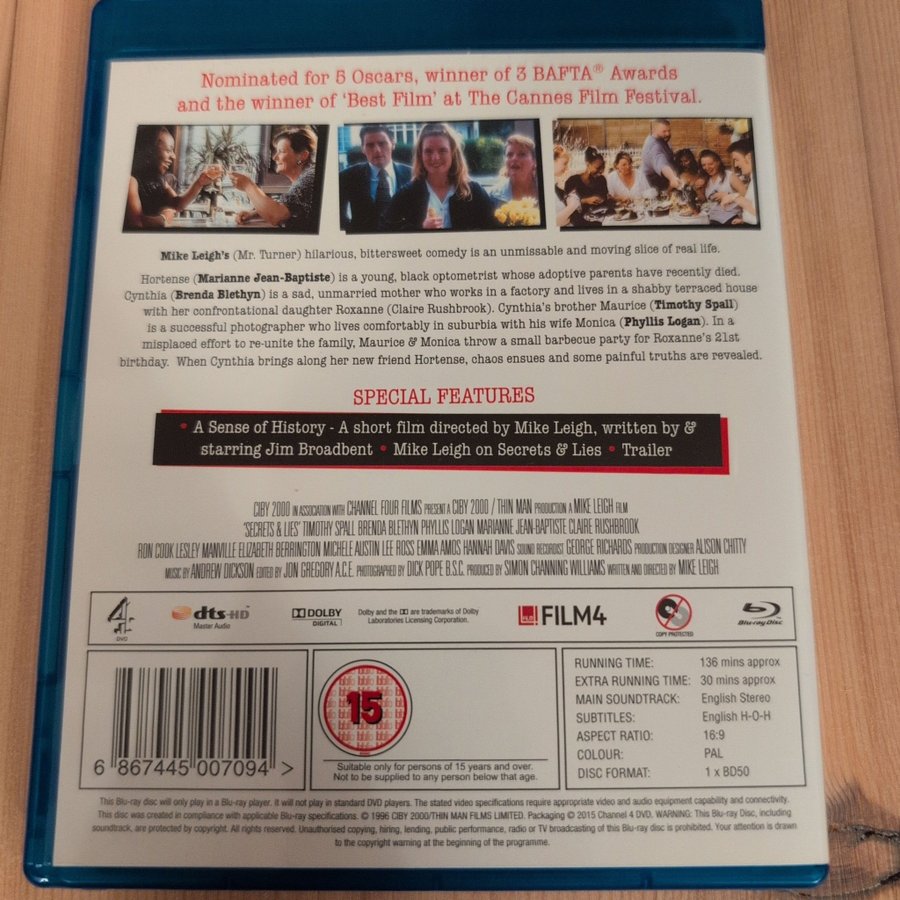 Nominated for 5 Oscars, winner of 3 BAFTA® Awards
and the winner of 'Best Film' at The Cannes Film Festival.
Mike Leigh's (Mr. Turner) hilarious, bittersweet comedy is an unmissable and moving slice of real life.
Hortense (Marianne Jean-Baptiste) is a young, black optometrist whose adoptive parents have recently died.
Cynthia (Brenda Blethyn) is a sad, unmarried mother who works in a factory and lives in a shabby terraced house
with her confrontational daughter Roxanne (Claire Rushbrook). Cynthia's brother Maurice (Timothy Spall)
is a successful photographer who lives comfortably in suburbia with his wife Monica (Phyllis Logan). In a
misplaced effort to re-unite the family, Maurice & Monica throw a small barbecue party for Roxanne's 21st
birthday. When Cynthia brings along her new friend Hortense, chaos ensues and some painful truths are revealed.
SPECIAL FEATURES
• A Sense of History - A short film directed by Mike Leigh, written by &
starring Jim Broadbent • Mike Leigh on Secrets & Lies • Trailer
CIBY 2000 IN ASSOCIATION WITH CHANNEL FOUR FILMS PRESENT A CIBY 2000 / THIN MAN PRODUCTION A MIKE LEIGH FILM
'SECRETS & LIES' TIMOTHY SPALL BRENDA BLETHYN PHYLLIS LOGAN MARIANNE JEAN-BAPTISTE CLAIRE RUSHBROOK
RON COOK LESLEY MANVILLE ELIZABETH BERRINGTON MICHELE AUSTIN LEE ROSS EMMA AMOS HANNAH DAVIS SOUND RECORDIST GEORGE RICHARDS PRODUCTION DESIGNER ALISON CHITTY
MUSIC BY ANDREW DICKSON EDITED BY JON GREGORY A.C.E. PHOTOGRAPHED BY DICK POPE B.S.C. PRODUCED BY SIMON CHANNING WILLIAMS WRITTEN AND DIRECTED BY MIKE LEIGH
4 DVD
dts-HD Master Audio
DOLBY DIGITAL
Dolby and the DD are trademarks of Dolby
Laboratories Licensing Corporation.
FILM4
COPY PROTECTED
Blu-ray Disc
6 867445 007094 >
15
Suitable only for persons of 15 years and over.
Not to be supplied to any person below that age.
RUNNING TIME: 136 mins approx
EXTRA RUNNING TIME: 30 mins approx
MAIN SOUNDTRACK: English Stereo
SUBTITLES: English H-O-H
ASPECT RATIO: 16:9
COLOUR: PAL
DISC FORMAT: 1 x BD50
This Blu-ray disc will only play in a Blu-ray player. It will not play in standard DVD players. The stated video specifications require appropriate video and audio equipment capability and connectivity.
This disc was created in compliance with applicable Blu-ray specifications. © 1996 CIBY 2000/THIN MAN FILMS LIMITED. Packaging © 2015 Channel 4 DVD. WARNING: This Blu-ray Disc, including
soundtrack, are protected by copyright. All rights reserved. Unauthorised copying, hiring, lending, public performance, radio or TV broadcasting of this Blu-ray disc is prohibited. Your attention is drawn
to the copyright warning at the beginning of the programme.